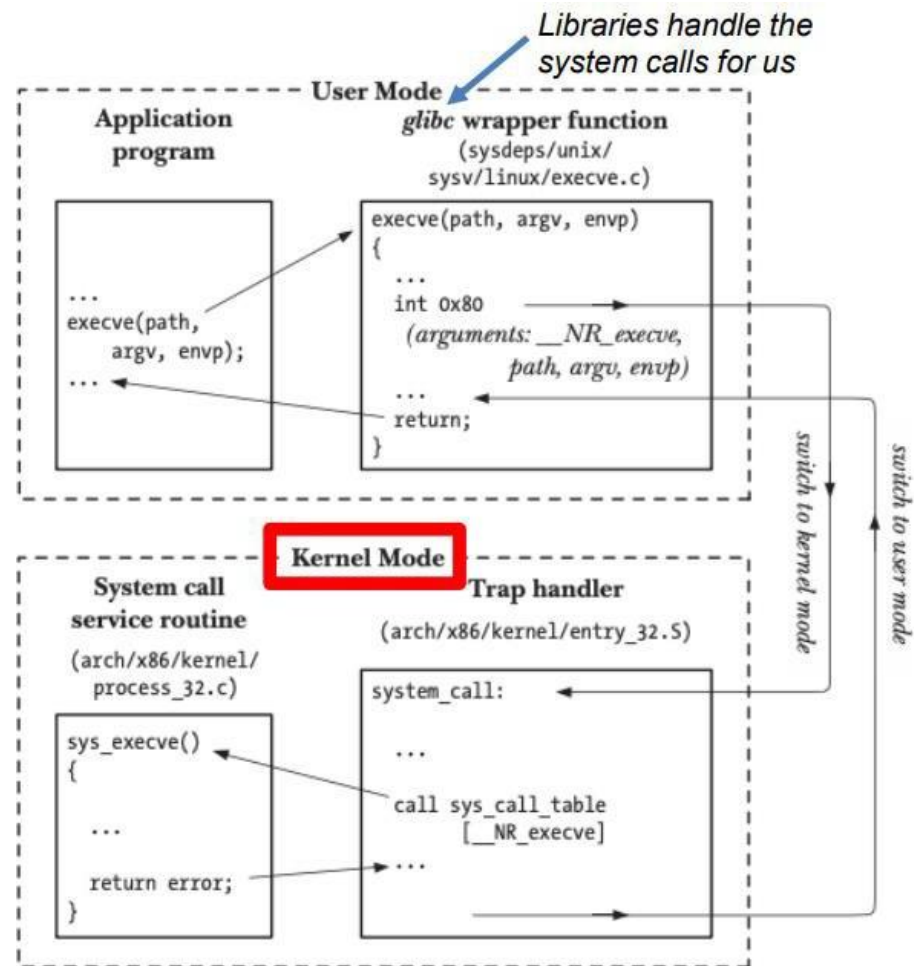 Libraries handle the
system calls for us
User Mode
Application
program
glibc wrapper function
(sysdeps/unix/
sysv/linux/execve.c)
...
execve(path,
argv, envp);
...
execve(path, argv, envp)
{
...
int 0x80
(arguments: __NR_execve,
path, argv, envp)
...
return;
}
switch to kernel mode
switch to user mode
Kernel Mode
System call
service routine
(arch/x86/kernel/
process_32.c)
Trap handler
(arch/x86/kernel/entry_32.S)
sys_execve()
{
...
return error;
}
system_call:
...
call sys_call_table
[__NR_execve]
...